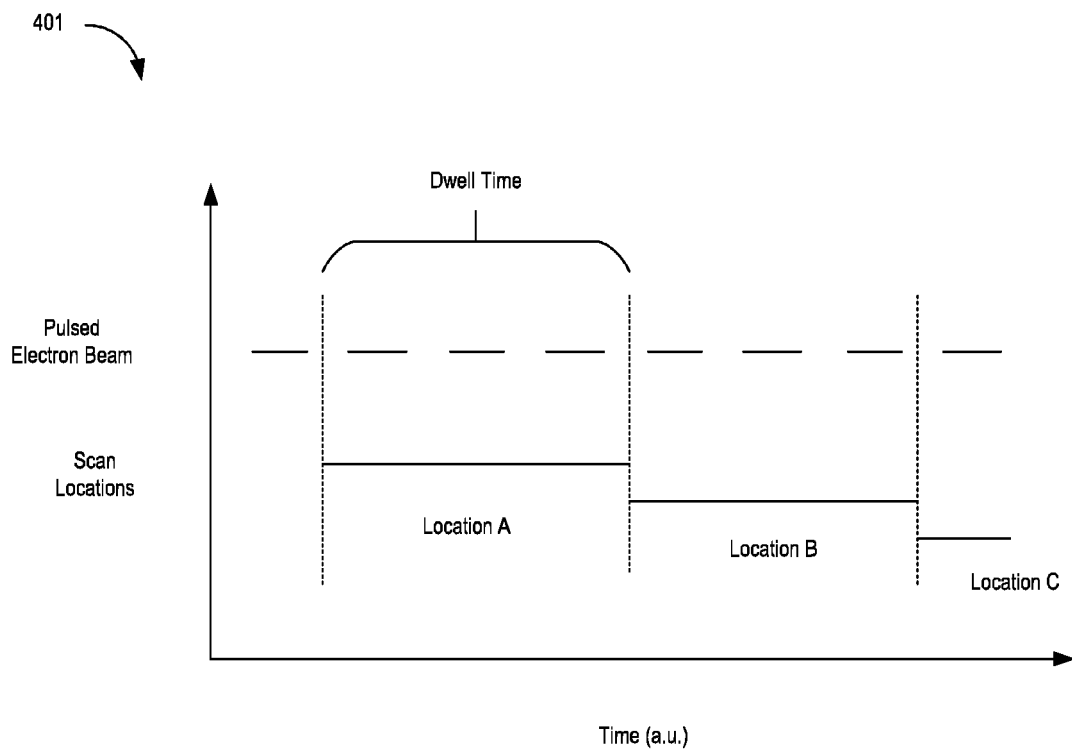 401
Dwell Time
Pulsed
Electron Beam
Scan
Locations
Location A
Location B
Location C
Time (a.u.)